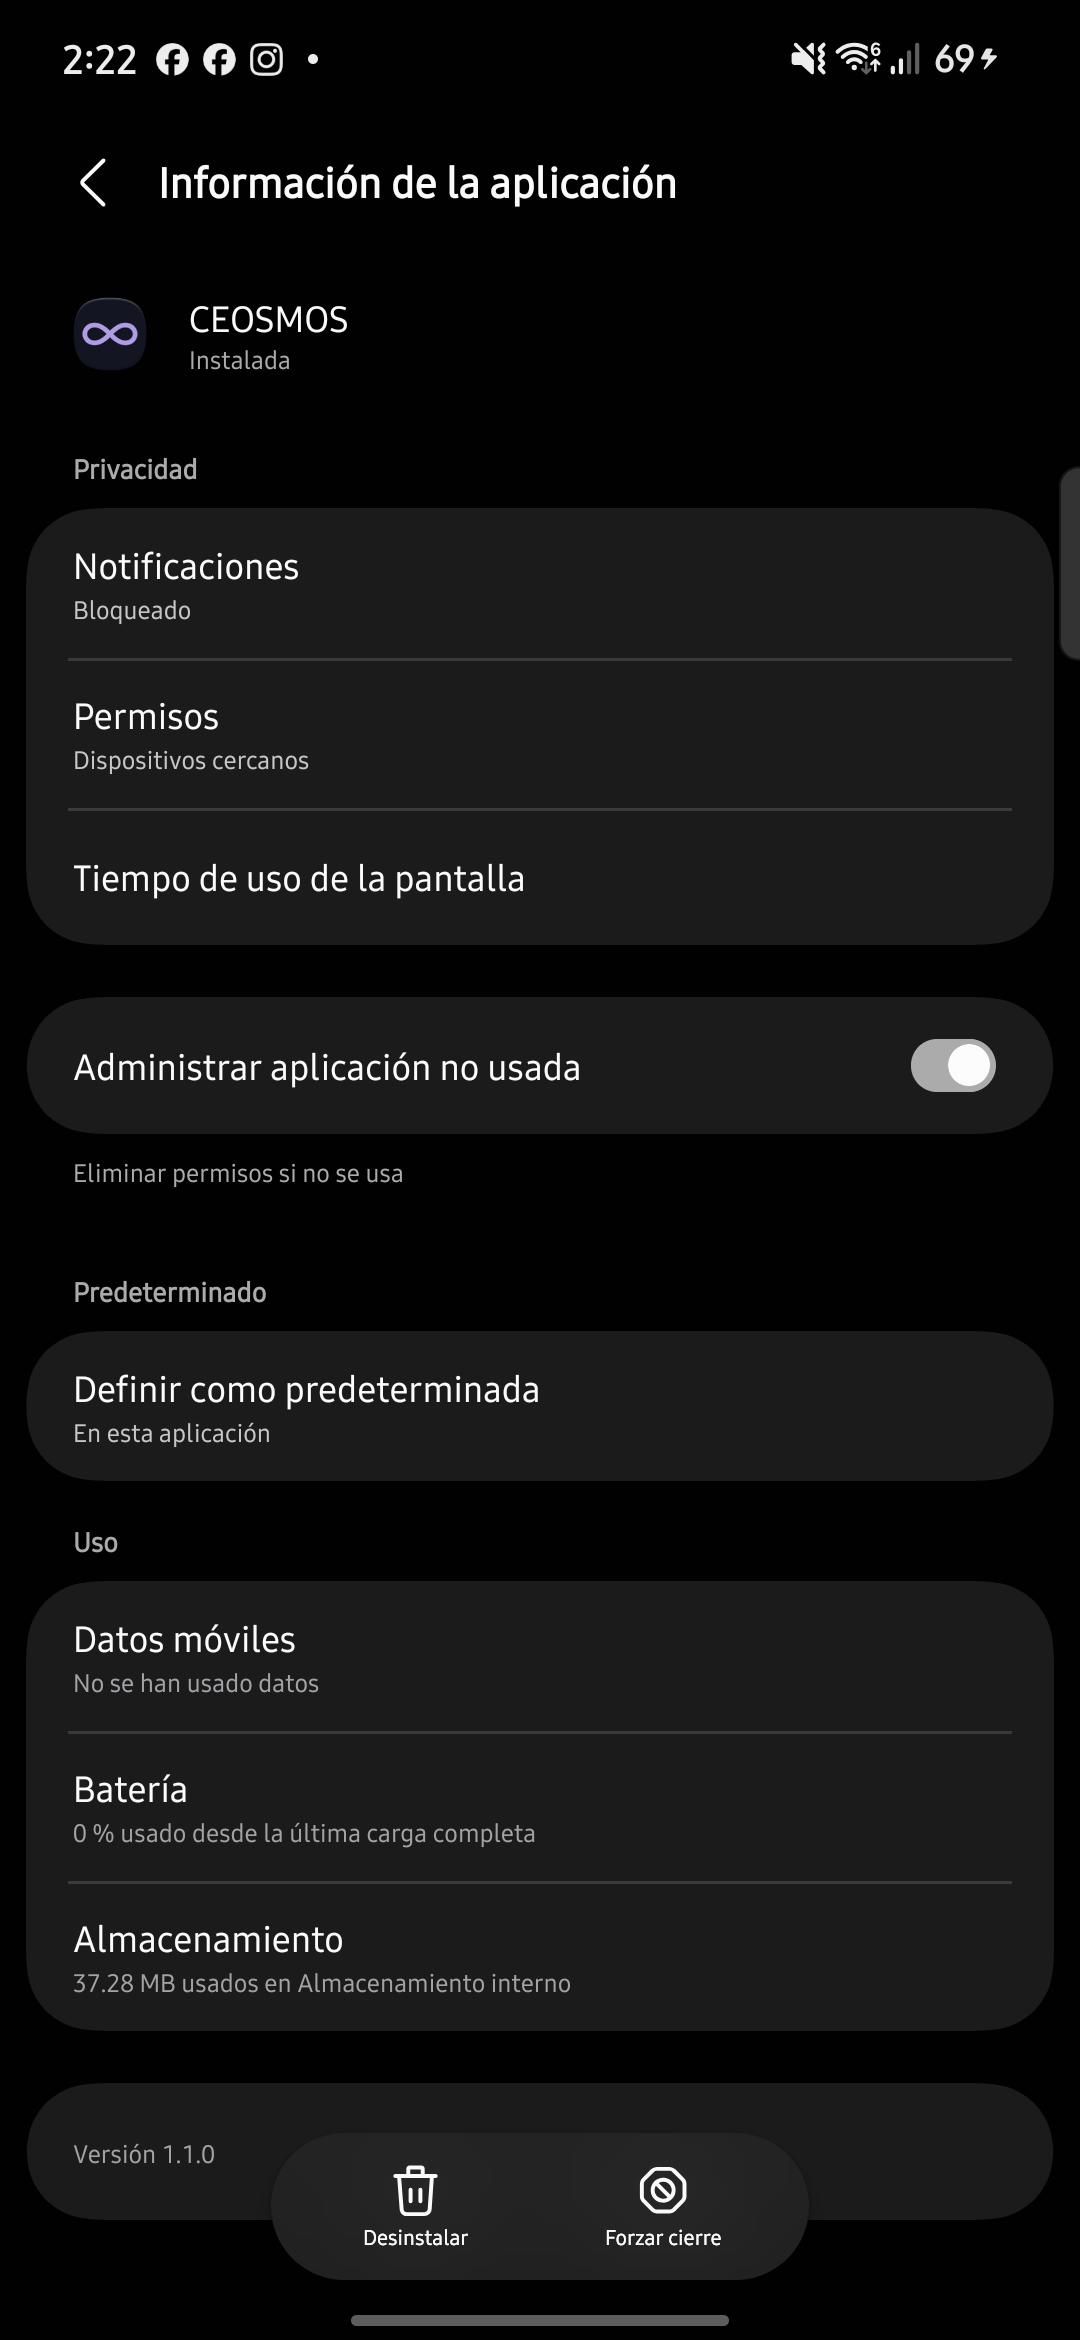 2:22
6
69
Información de la aplicación
CEOSMOS
Instalada
Privacidad
Notificaciones
Bloqueado
Permisos
Dispositivos cercanos
Tiempo de uso de la pantalla
Administrar aplicación no usada
Eliminar permisos si no se usa
Predeterminado
Definir como predeterminada
En esta aplicación
Uso
Datos móviles
No se han usado datos
Batería
0 % usado desde la última carga completa
Almacenamiento
37.28 MB usados en Almacenamiento interno
Versión 1.1.0
Desinstalar
Forzar cierre